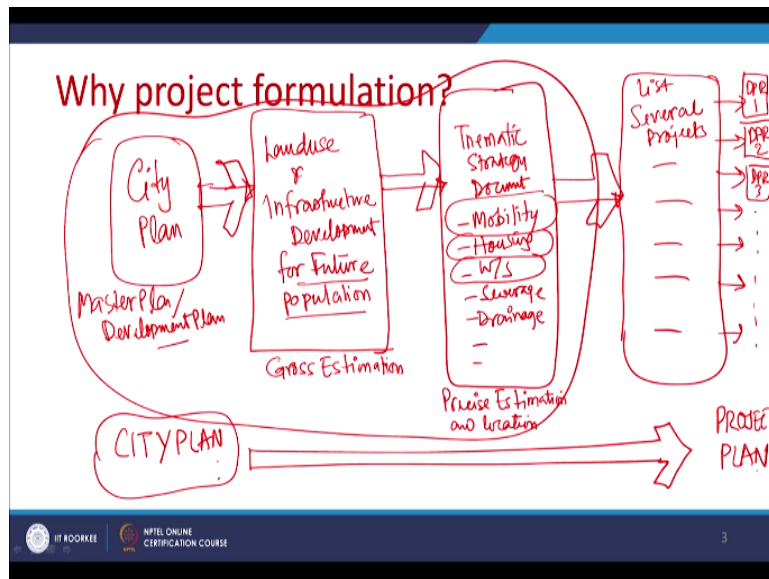 Why project formulation?
City
Plan
Master Plan/
Development Plan
Landuse
&
Infrastructure
Development
for Future
population
Gross Estimation
Thematic
Strategy
Document
- Mobility
- Housing
- W/S
- Sewerage
- Drainage
Precise Estimation
and location
List
Several
Projects
DPR
1
DPR
2
DPR
3
CITY PLAN
PROJECT
PLAN
IIT ROORKEE
NPTEL ONLINE
CERTIFICATION COURSE
3